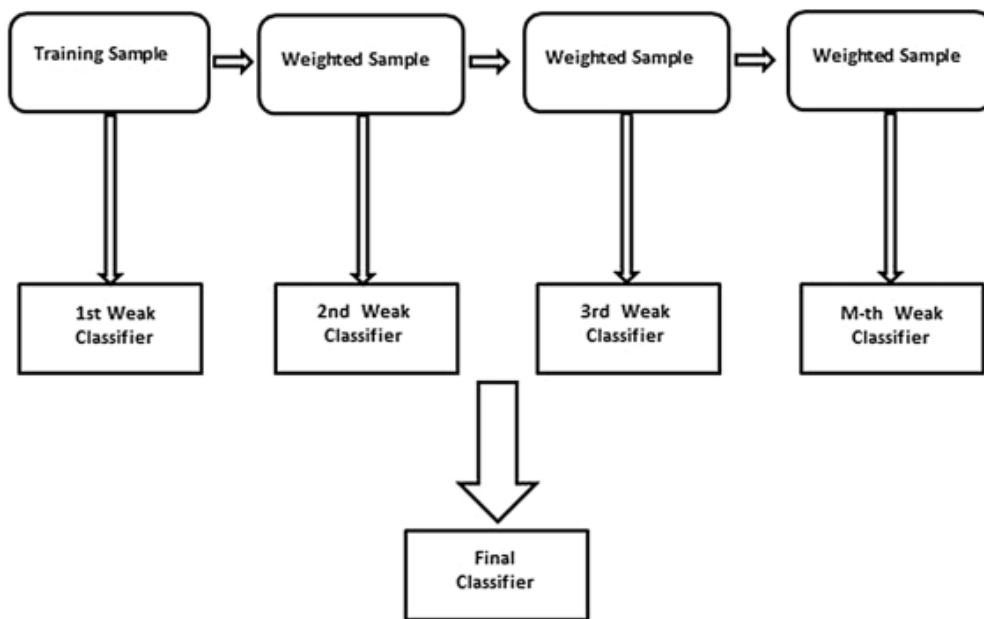 Training Sample
Weighted Sample
Weighted Sample
Weighted Sample
1st Weak
Classifier
2nd Weak
Classifier
3rd Weak
Classifier
M-th Weak
Classifier
Final
Classifier